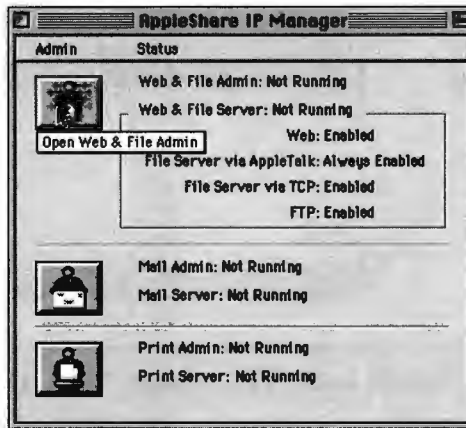 AppleShare IP Manager
Admin Status
Web & File Admin: Not Running
Web & File Server: Not Running
Web: Enabled
Open Web & File Admin
File Server via AppleTalk: Always Enabled
File Server via TCP: Enabled
FTP: Enabled
Mail Admin: Not Running
Mail Server: Not Running
Print Admin: Not Running
Print Server: Not Running